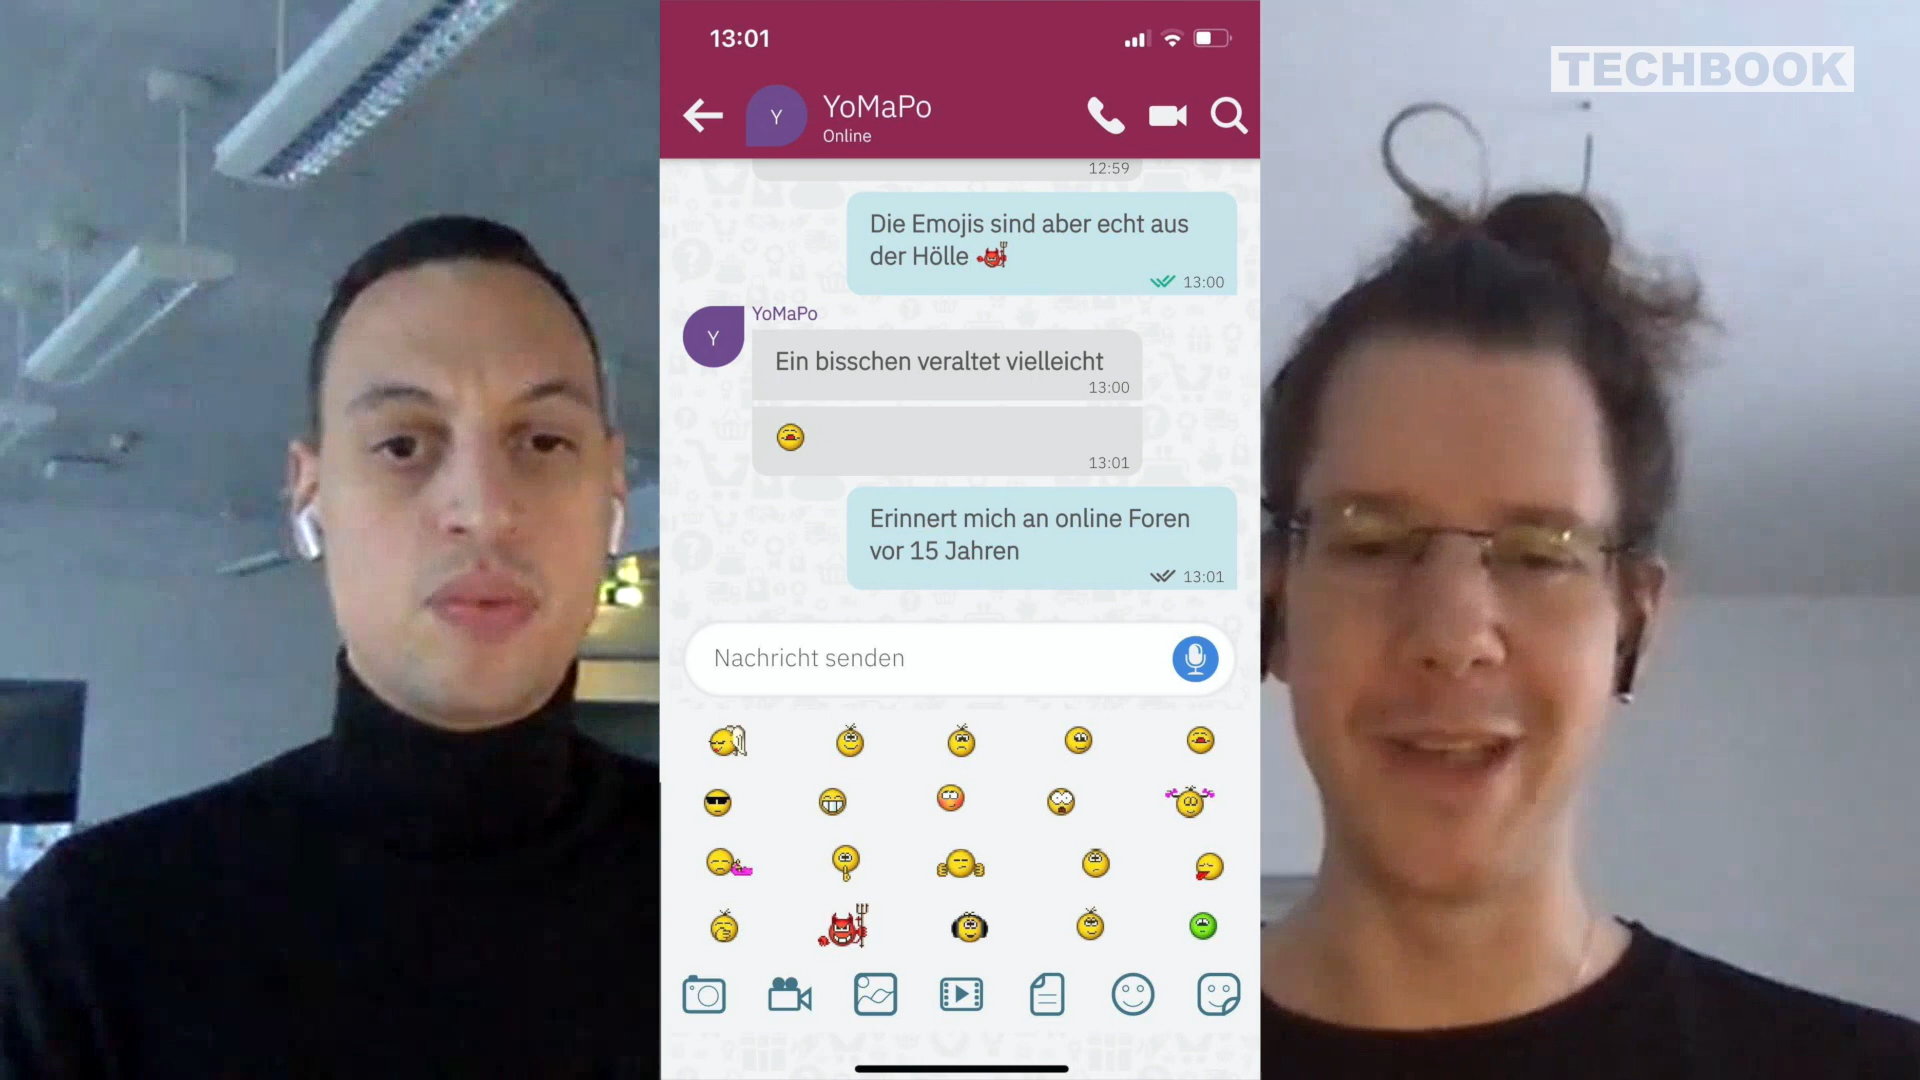 TECHBOOK
13:01
Y
YoMaPo
Online
12:59
Die Emojis sind aber echt aus
der Hölle
13:00
YoMaPo
Y
Ein bisschen veraltet vielleicht
13:00
13:01
Erinnert mich an online Foren
vor 15 Jahren
13:01
Nachricht senden